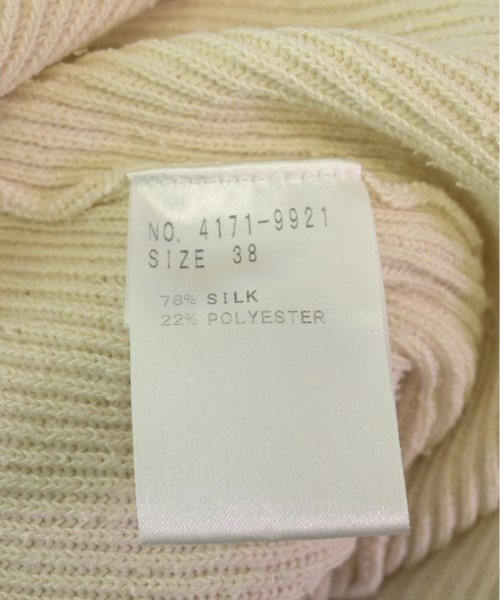 NO. 4171-9921
SIZE 38
78% SILK
22% POLYESTER